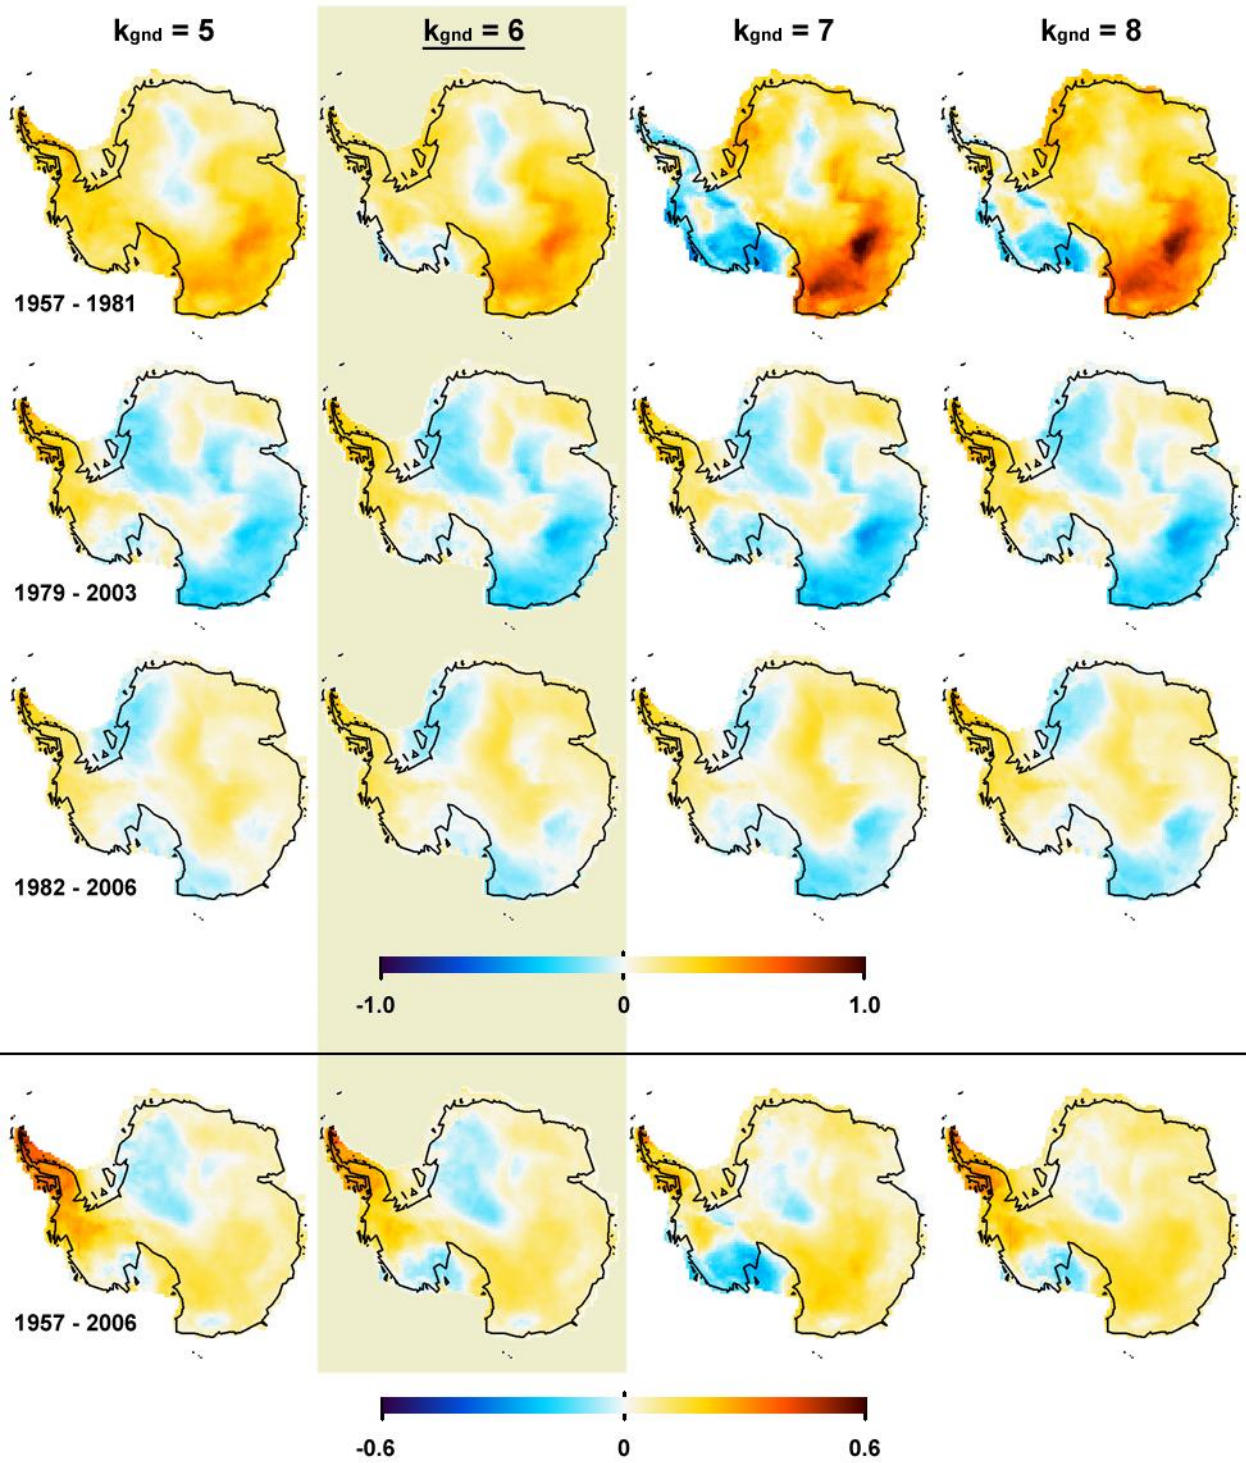 kgnd = 5 kgnd = 6 kgnd = 7 kgnd = 8
1957 - 1981
1979 - 2003
1982 - 2006
-1.0 0 1.0
1957 - 2006
-0.6 0 0.6